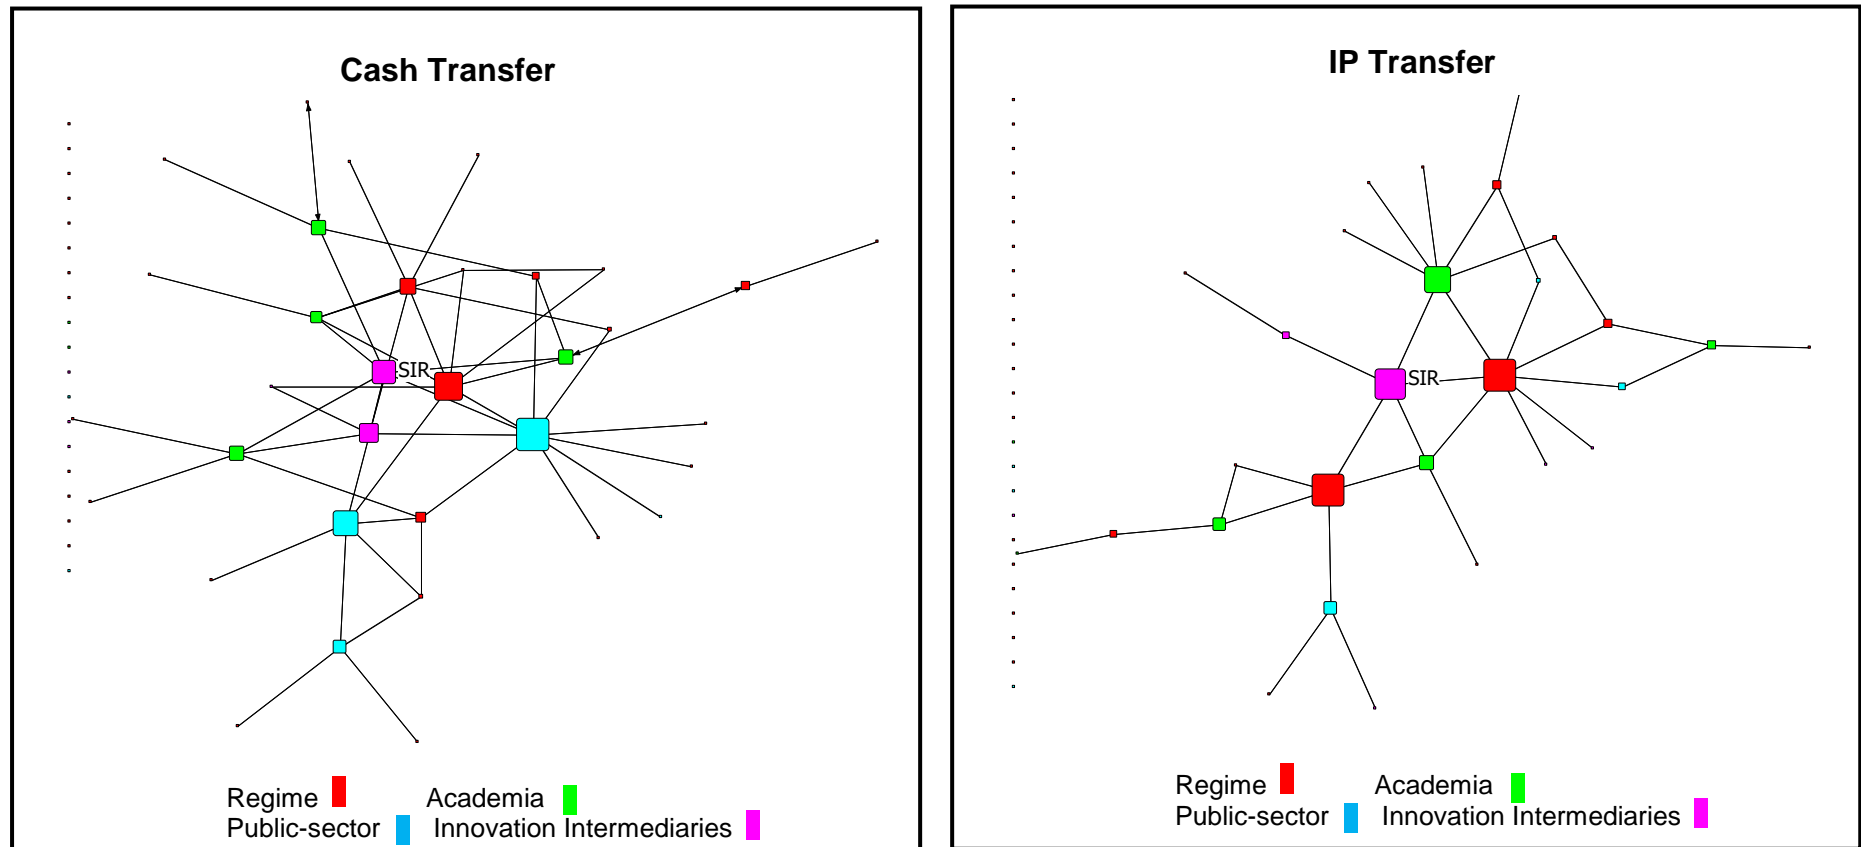 Cash Transfer
SIR
Regime Academia
Public-sector Innovation Intermediaries
IP Transfer
SIR
Regime Academia
Public-sector Innovation Intermediaries